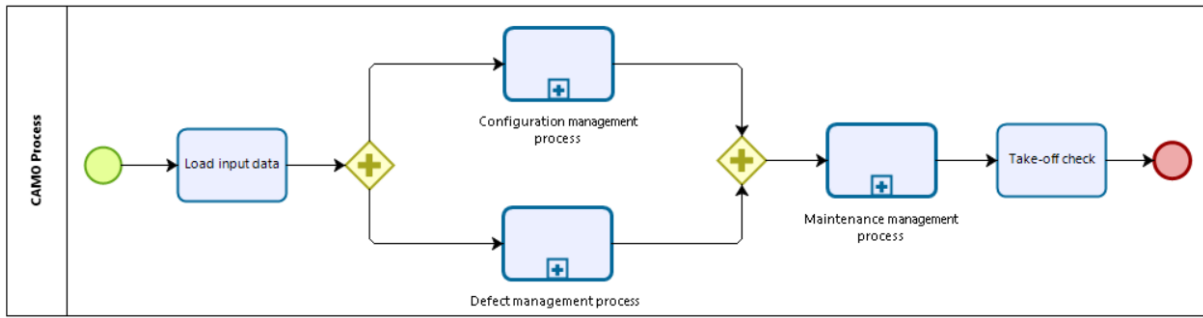 CAMO Process
Load input data
Configuration management
process
Defect management process
Maintenance management
process
Take-off check